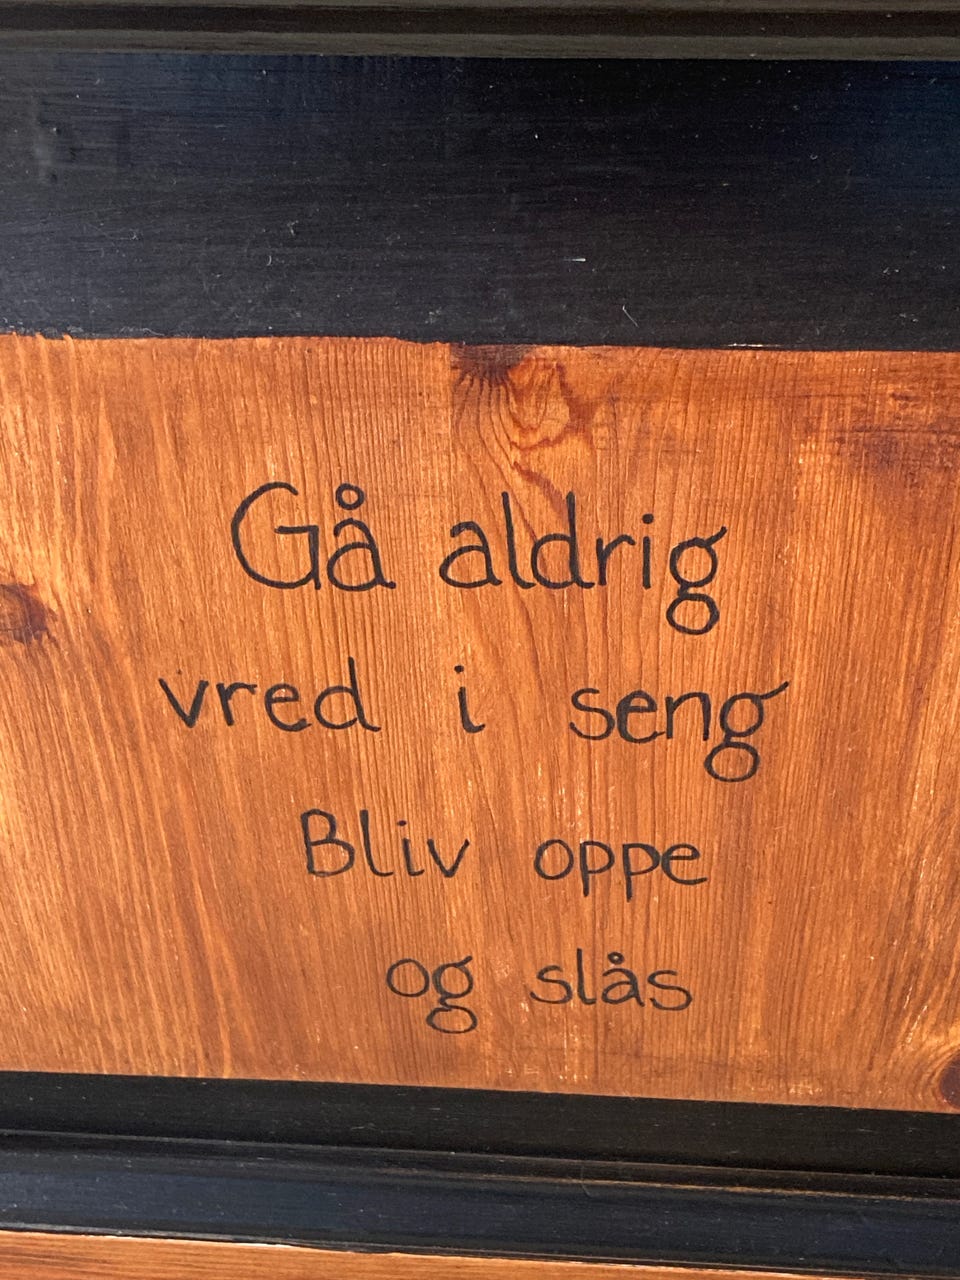 Gå aldrig
vred i seng
Bliv oppe
og slås